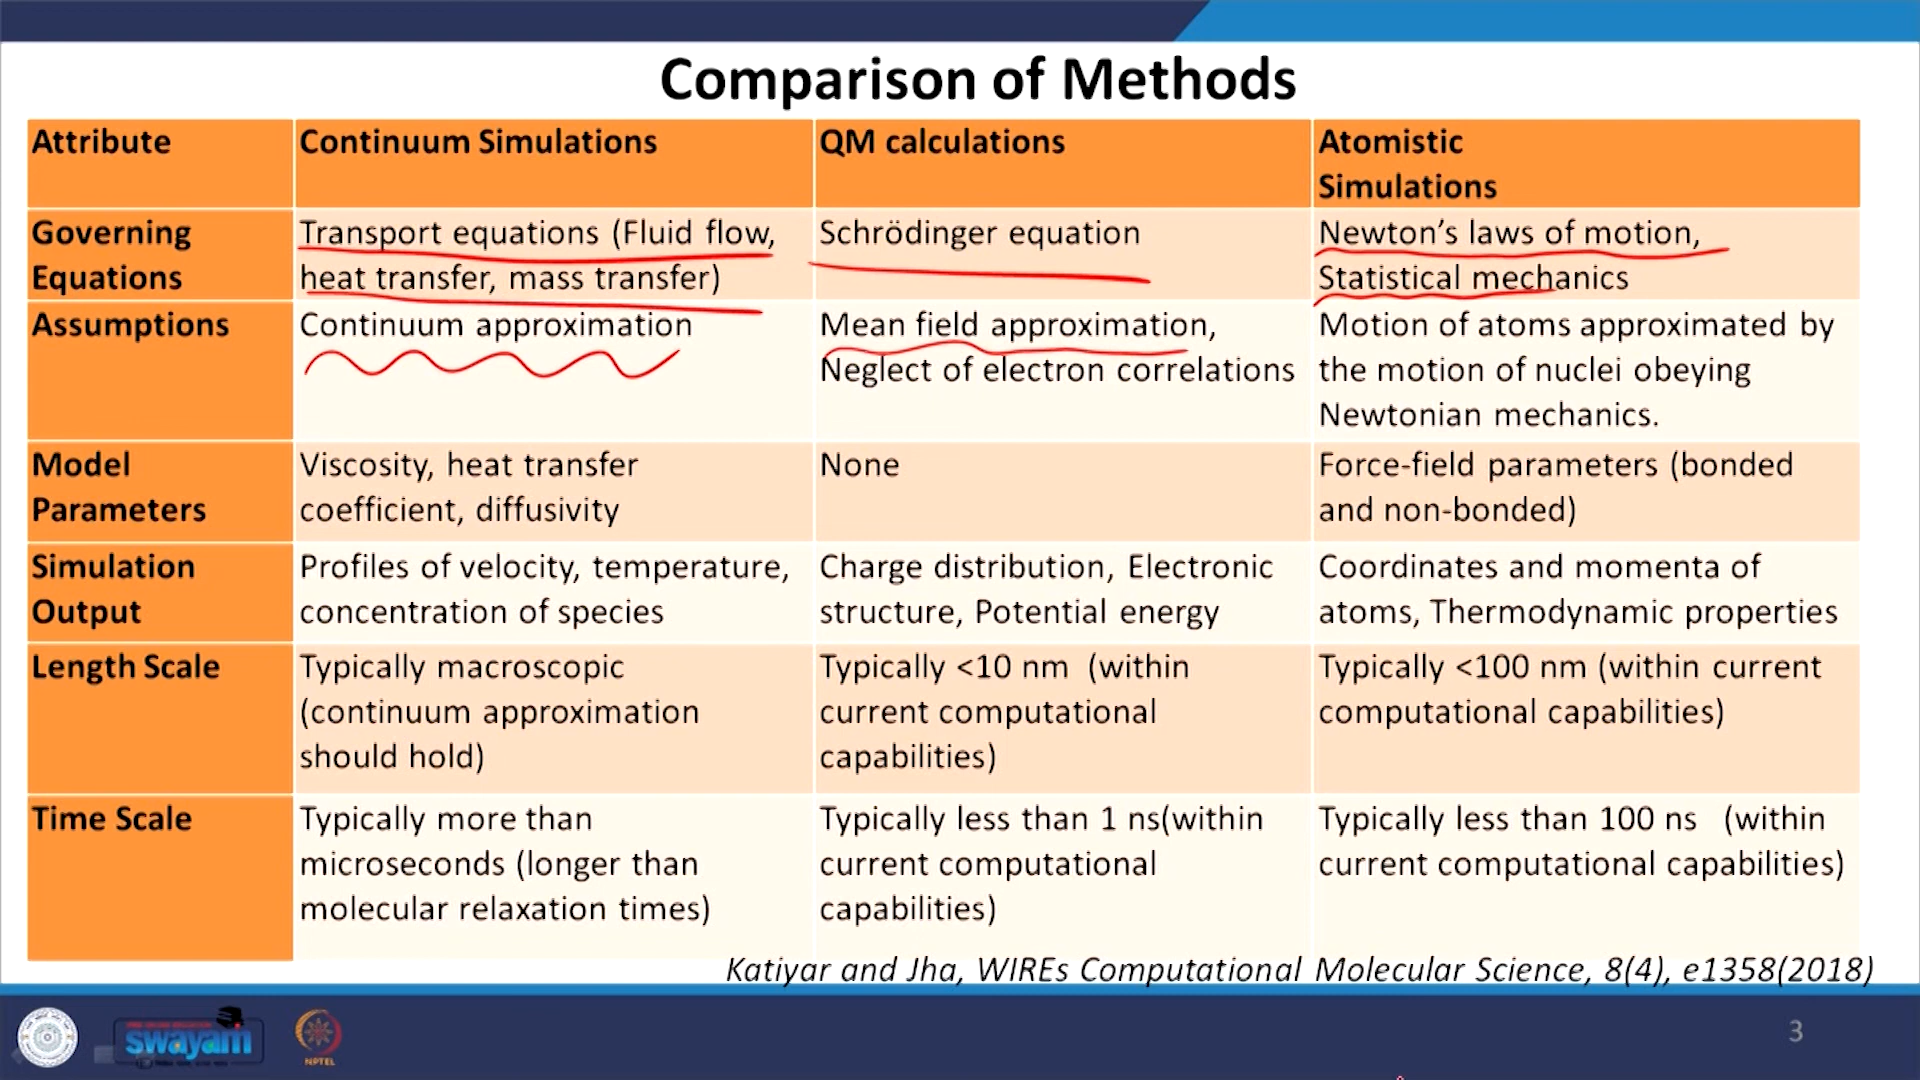 Comparison of Methods
Attribute
Continuum Simulations
QM calculations
Atomistic
Simulations
Governing
Equations
Transport equations (Fluid flow,
heat transfer, mass transfer)
Schrödinger equation
Newton's laws of motion,
Statistical mechanics
Assumptions
Continuum approximation
Mean field approximation,
Neglect of electron correlations
Motion of atoms approximated by
the motion of nuclei obeying
Newtonian mechanics.
Model
Parameters
Viscosity, heat transfer
coefficient, diffusivity
None
Force-field parameters (bonded
and non-bonded)
Simulation
Output
Profiles of velocity, temperature,
concentration of species
Charge distribution, Electronic
structure, Potential energy
Coordinates and momenta of
atoms, Thermodynamic properties
Length Scale
Typically macroscopic
(continuum approximation
should hold)
Typically <10 nm (within
current computational
capabilities)
Typically <100 nm (within current
computational capabilities)
Time Scale
Typically more than
microseconds (longer than
molecular relaxation times)
Typically less than 1 ns(within
current computational
capabilities)
Typically less than 100 ns (within
current computational capabilities)
Katiyar and Jha, WIREs Computational Molecular Science, 8(4), e1358(2018)
swayam
NPTEL
3